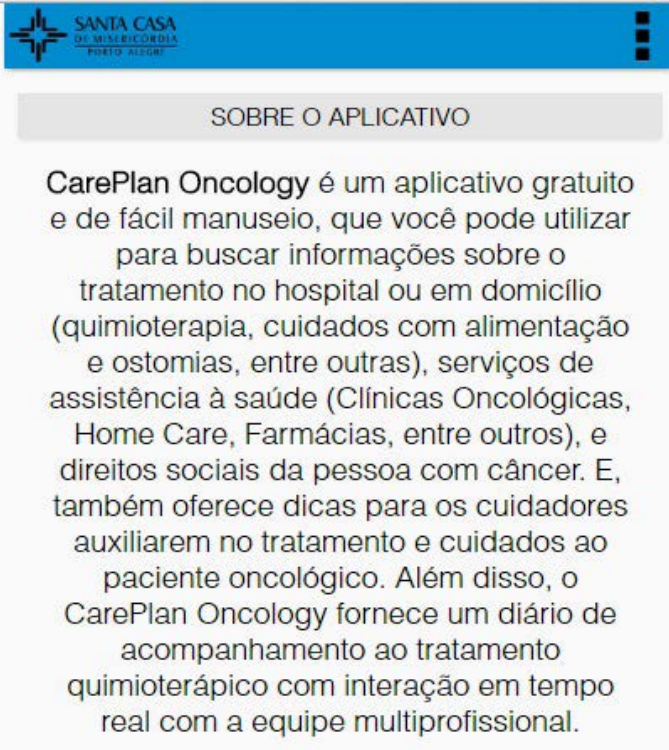 SANTA CASA
DE MISERICÓRDIA
PORTO ALEGRE
SOBRE O APLICATIVO
CarePlan Oncology é um aplicativo gratuito
e de fácil manuseio, que você pode utilizar
para buscar informações sobre o
tratamento no hospital ou em domicílio
(quimioterapia, cuidados com alimentação
e ostomias, entre outras), serviços de
assistência à saúde (Clínicas Oncológicas,
Home Care, Farmácias, entre outros), e
direitos sociais da pessoa com câncer. E,
também oferece dicas para os cuidadores
auxiliarem no tratamento e cuidados ao
paciente oncológico. Além disso, o
CarePlan Oncology fornece um diário de
acompanhamento ao tratamento
quimioterápico com interação em tempo
real com a equipe multiprofissional.